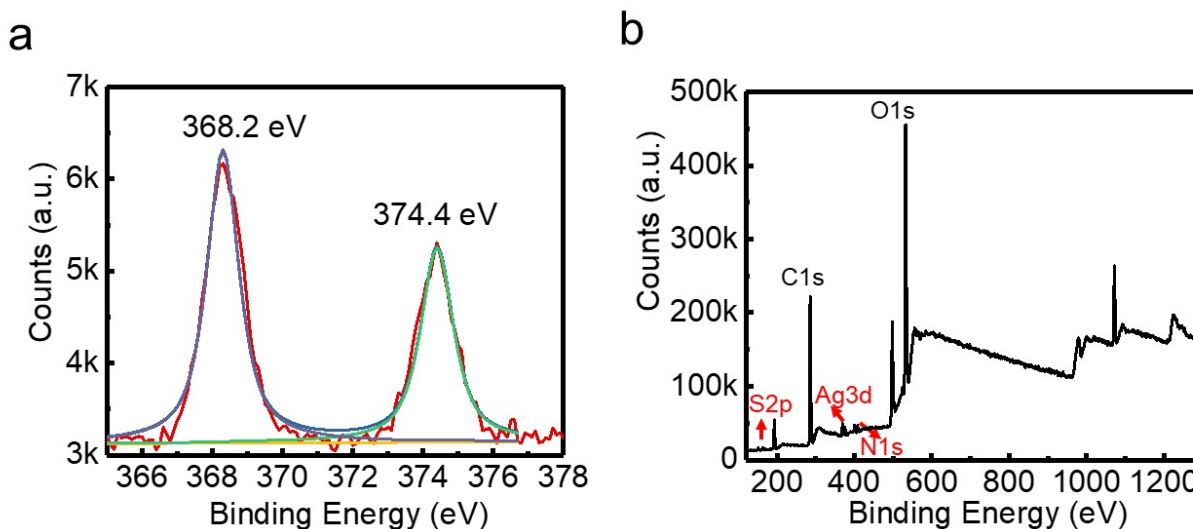 a
7k
6k
5k
4k
3k
Counts (a.u.)
368.2 eV
374.4 eV
366 368 370 372 374 376 378
Binding Energy (eV)
b
500k
400k
300k
200k
100k
0
Counts (a.u.)
O1s
C1s
S2p
Ag3d
N1s
200 400 600 800 1000 1200
Binding Energy (eV)